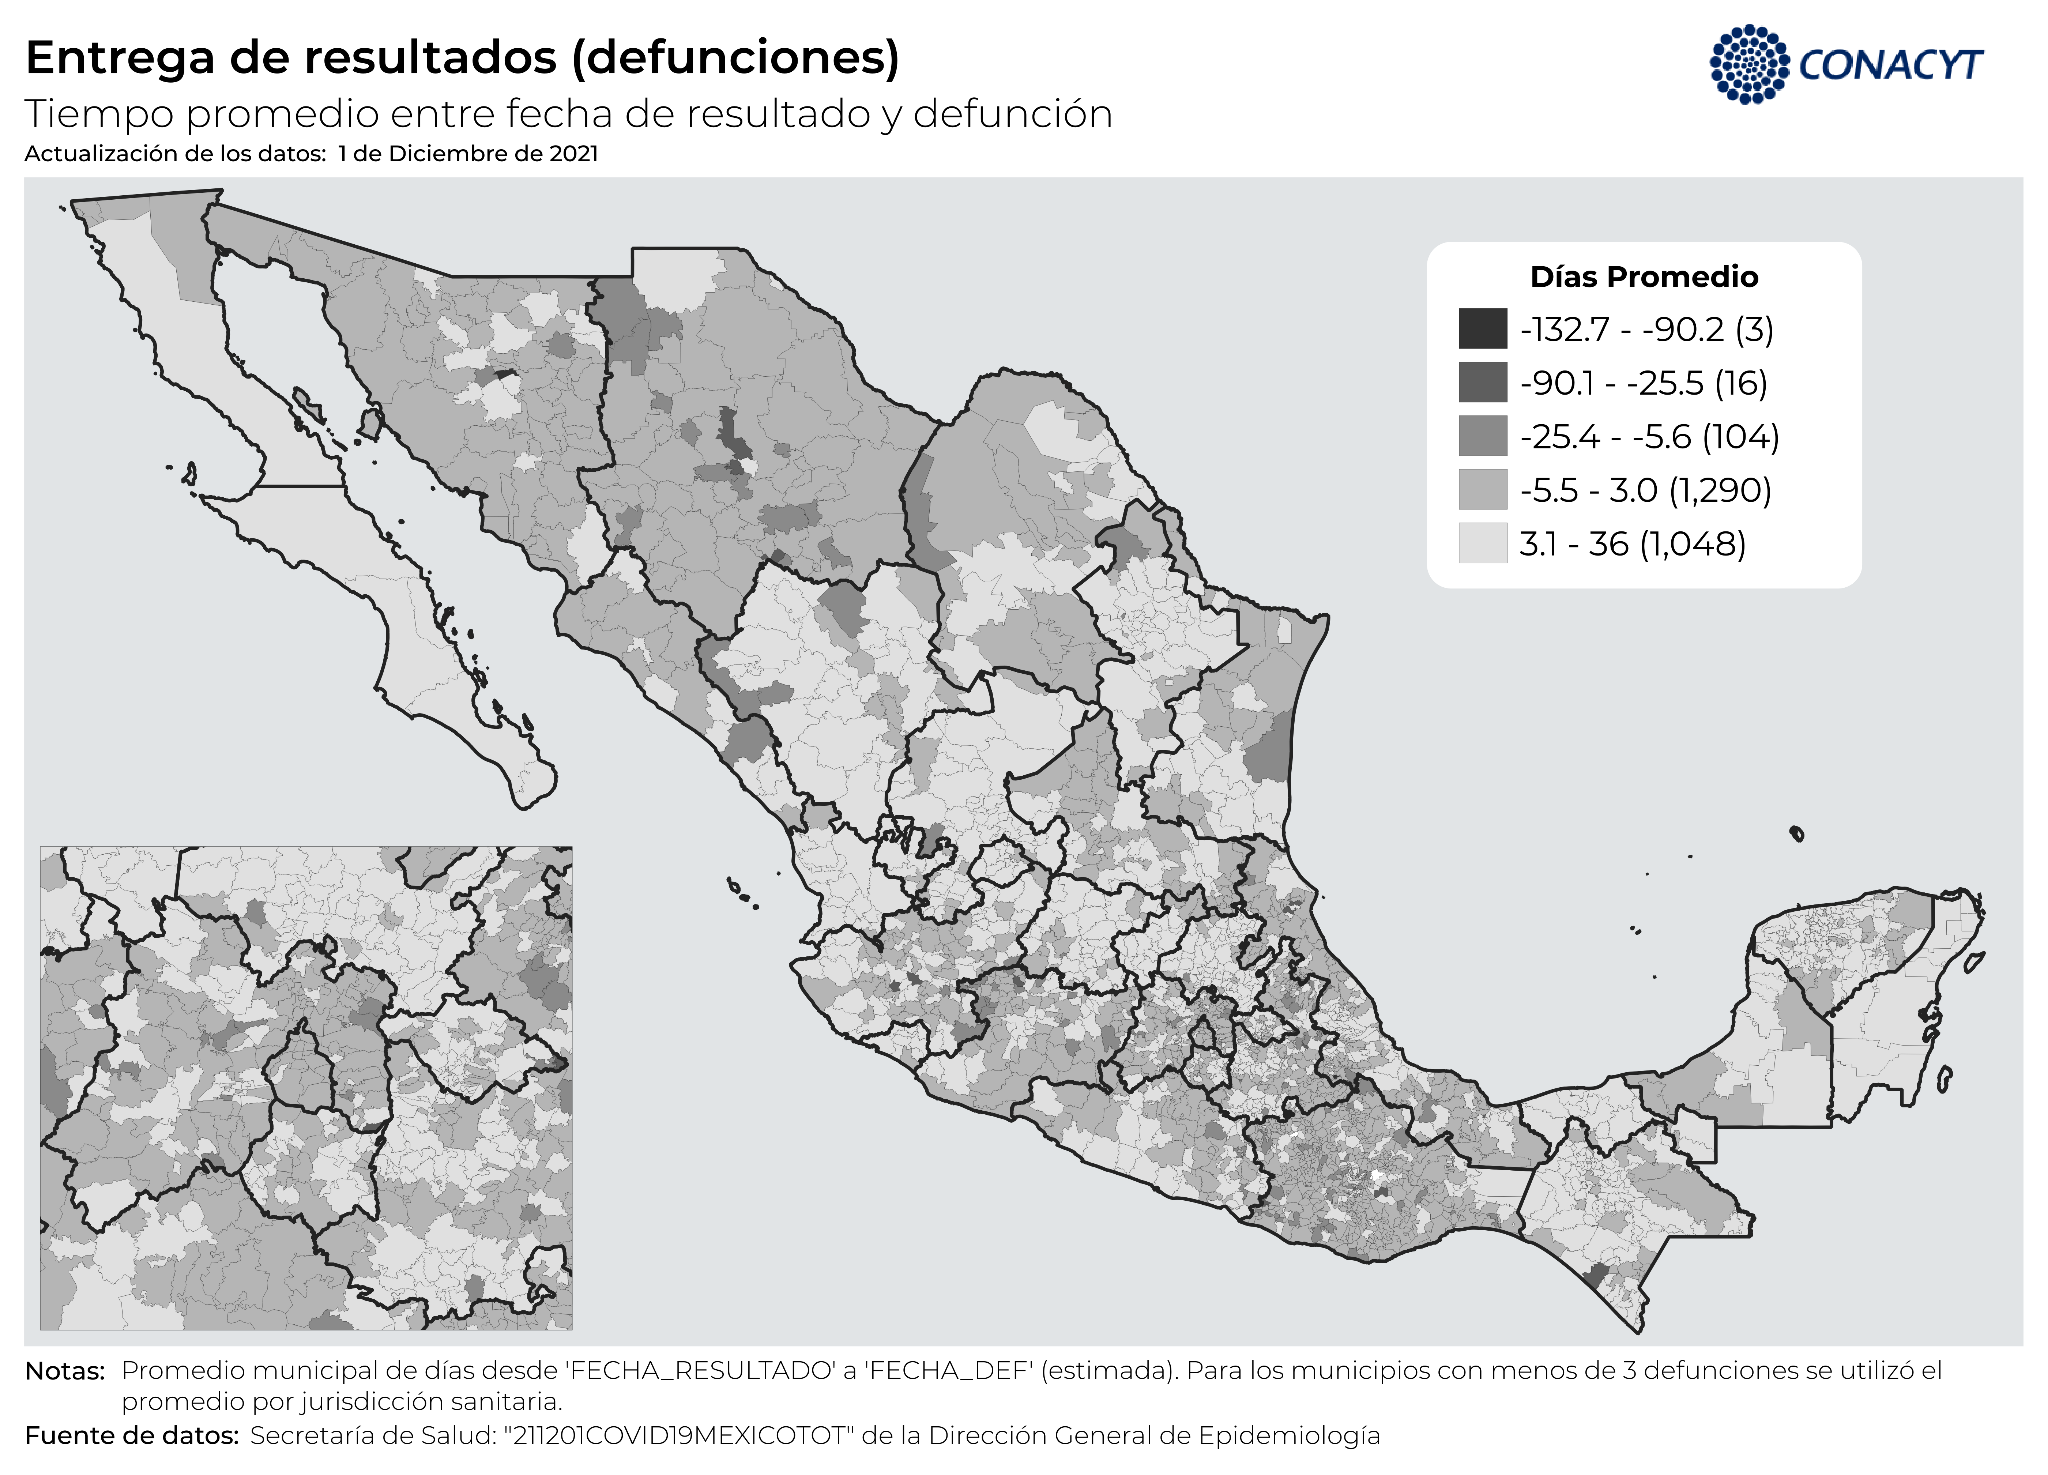 Entrega de resultados (defunciones)
CONACYT
Tiempo promedio entre fecha de resultado y defunción
Actualización de los datos: 1 de Diciembre de 2021
Días Promedio
-132.7 - -90.2 (3)
-90.1 - -25.5 (16)
-25.4 - -5.6 (104)
-5.5 - 3.0 (1,290)
3.1 - 36 (1,048)
Notas: Promedio municipal de días desde 'FECHA_RESULTADO' a 'FECHA_DEF' (estimada). Para los municipios con menos de 3 defunciones se utilizó el
promedio por jurisdicción sanitaria.
Fuente de datos: Secretaría de Salud: "211201COVID19MEXICOTOT" de la Dirección General de Epidemiología